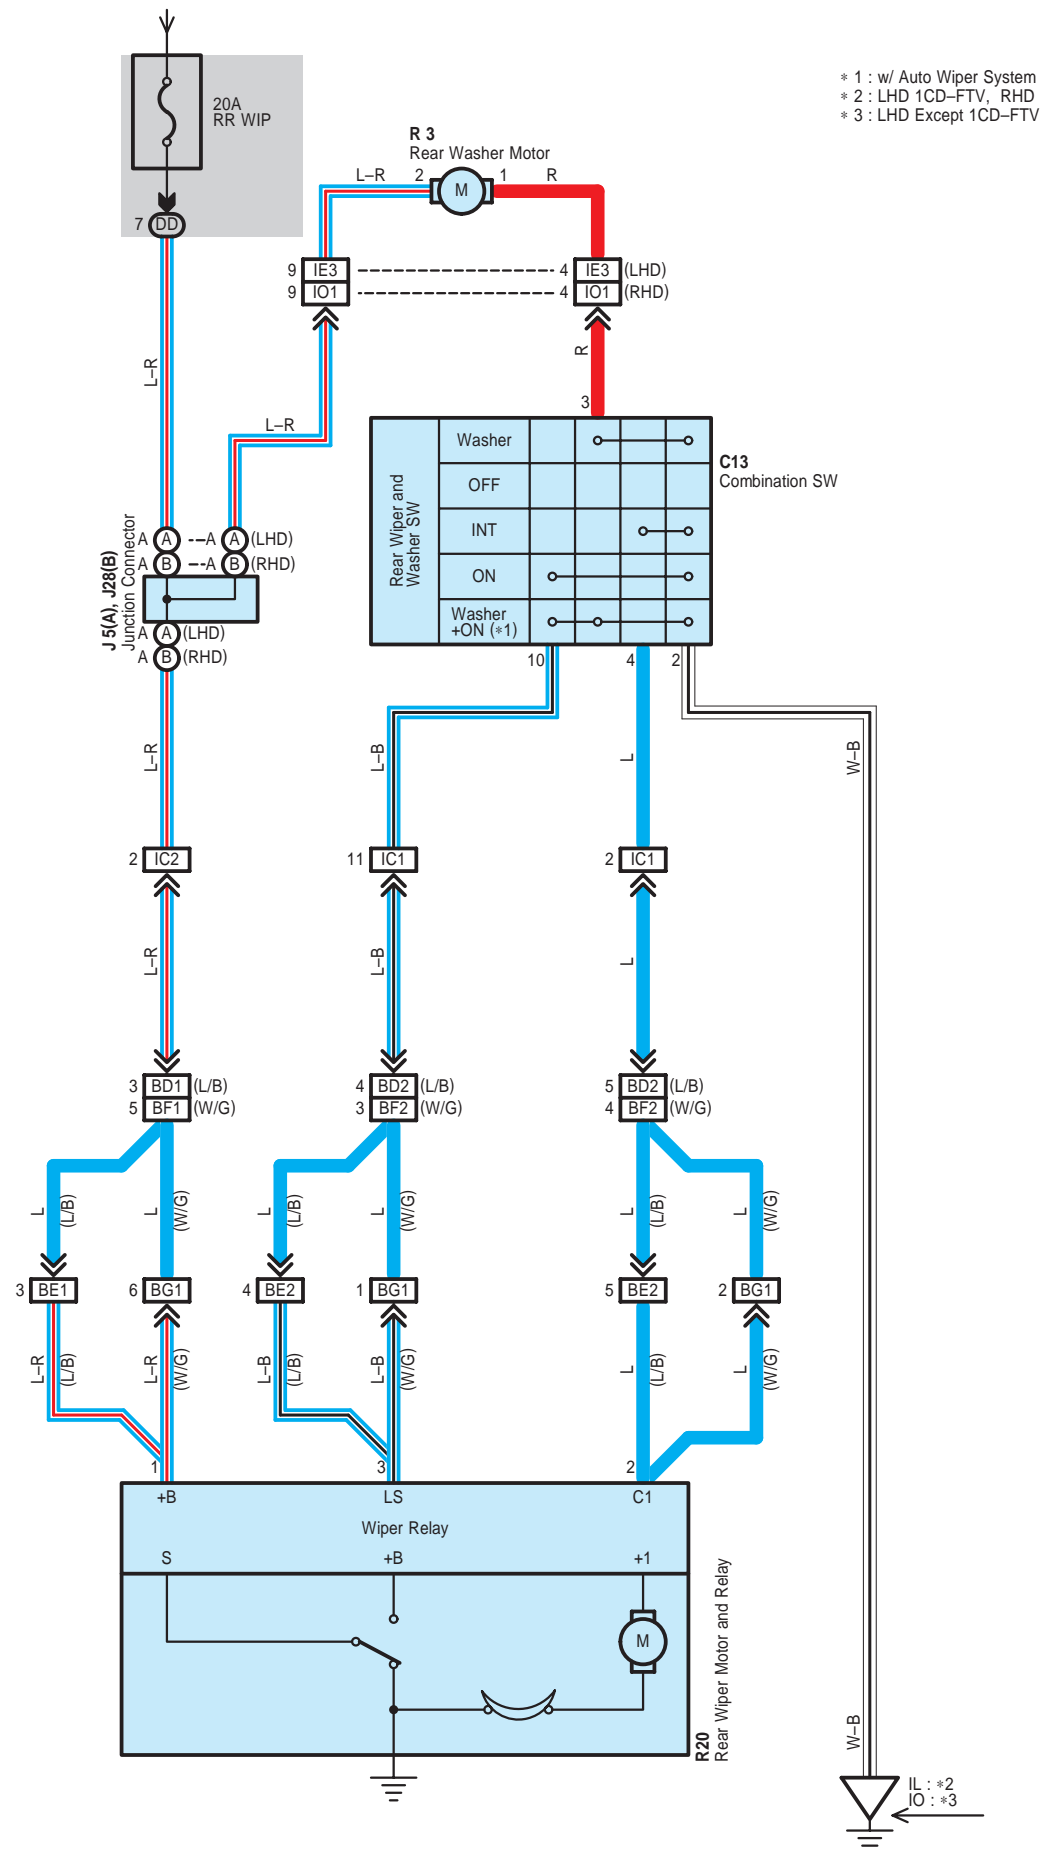 * 1 : w/ Auto Wiper System
* 2 : LHD 1CD–FTV, RHD
* 3 : LHD Except 1CD–FTV
20A
RR WIP
7 DD
R 3
Rear Washer Motor
L–R 2 M 1 R
9 IE3 4 IE3 (LHD)
9 IO1 4 IO1 (RHD)
L–R
R
L–R
3
Rear Wiper and
Washer SW
Washer
OFF
INT
ON
Washer
+ON (*1)
C13
Combination SW
J 5(A), J28(B)
Junction Connector
A A A A (LHD)
A B A B (RHD)
A A (LHD)
A B (RHD)
10 4 2
L–R L–B L W–B
2 IC2 11 IC1 2 IC1
L–R L–B L
3 BD1 (L/B) 4 BD2 (L/B) 5 BD2 (L/B)
5 BF1 (W/G) 3 BF2 (W/G) 4 BF2 (W/G)
L (L/B) L (W/G) L (L/B) L (W/G) L (L/B) L (W/G)
3 BE1 6 BG1 4 BE2 1 BG1 5 BE2 2 BG1
L–R (L/B) L–R (W/G) L–B (L/B) L–B (W/G) L (L/B) L (W/G)
1 3 2
+B LS C1
Wiper Relay
S +B +1
M
R20
Rear Wiper Motor and Relay
W–B
IL : *2
IO : *3